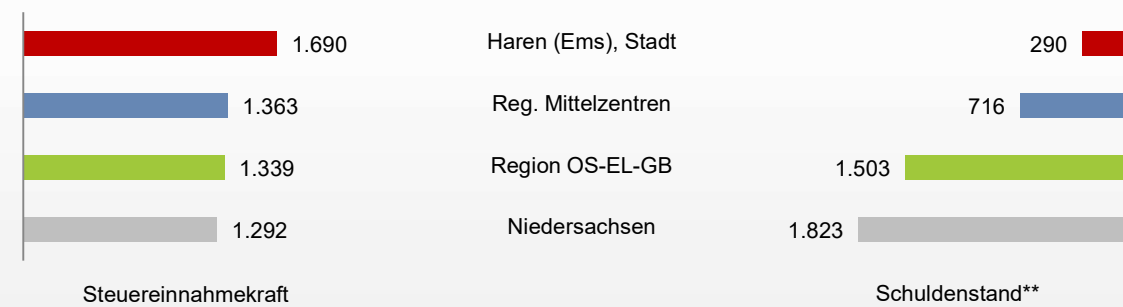 1.690 Haren (Ems), Stadt 290
1.363 Reg. Mittelzentren 716
1.339 Region OS-EL-GB 1.503
1.292 Niedersachsen 1.823
Steuereinnahmekraft Schuldenstand**